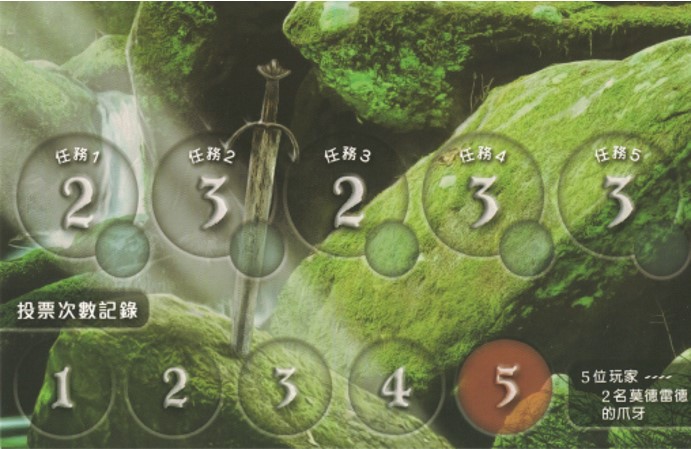 任務1 任務2 任務3 任務4 任務5
2 3 2 3 3
投票次數記錄
1 2 3 4 5
5位玩家 ----
2名莫德雷德
的爪牙